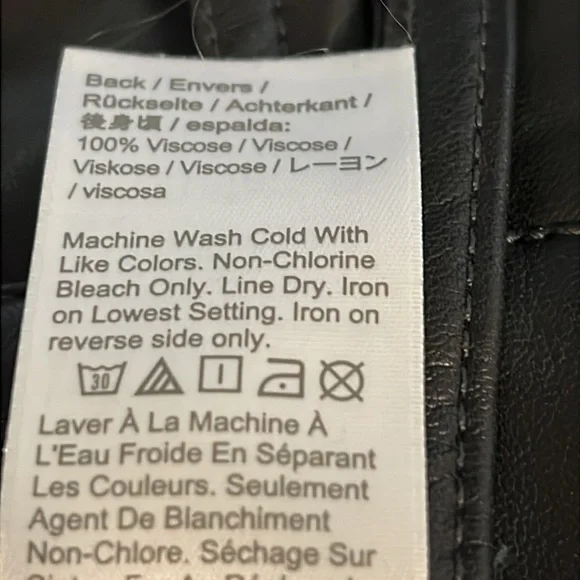 Back / Envers /
Rückseite / Achterkant /
後身頃 / espalda:
100% Viscose / Viscose /
Viskose / Viscose / レーヨン
/ viscosa
Machine Wash Cold With
Like Colors. Non-Chlorine
Bleach Only. Line Dry. Iron
on Lowest Setting. Iron on
reverse side only.
30
Laver À La Machine À
L'Eau Froide En Séparant
Les Couleurs. Seulement
Agent De Blanchiment
Non-Chlore. Séchage Sur